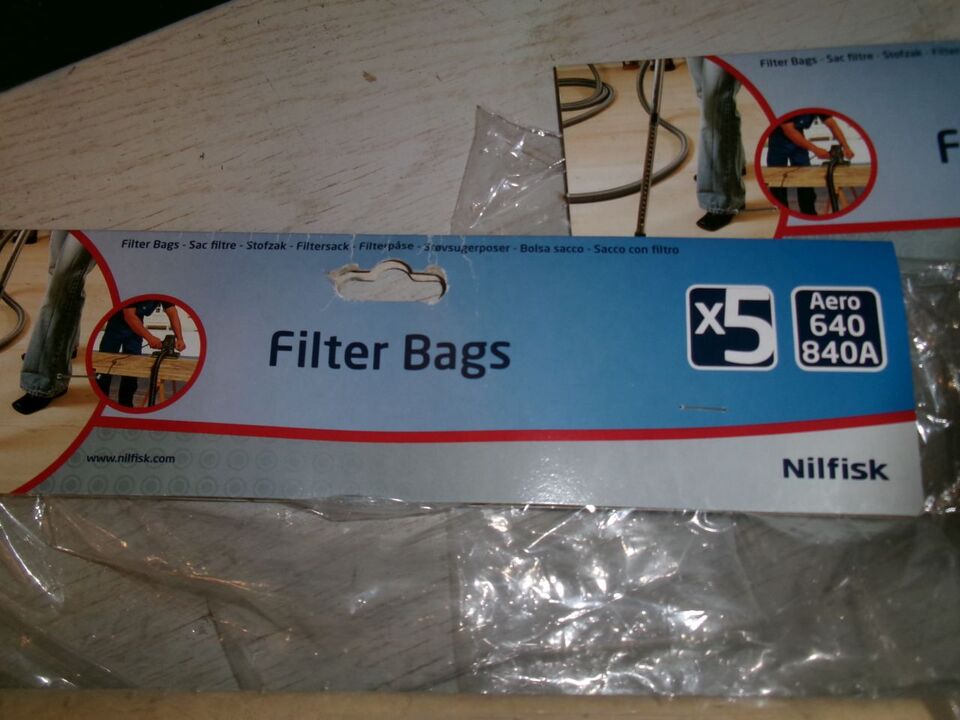 Filter Bags - Sac filtre - Stofzak - Filter
F
Filter Bags - Sac filtre - Stofzak - Filtersack - Filterpåse - Støvsugerposer - Bolsa sacco - Sacco con filtro
Filter Bags
x5
Aero
640
840A
www.nilfisk.com
Nilfisk